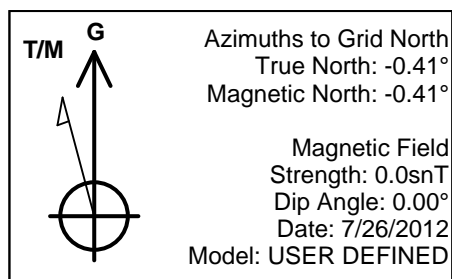 G
T/M
Azimuths to Grid North
True North: -0.41°
Magnetic North: -0.41°
Magnetic Field
Strength: 0.0snT
Dip Angle: 0.00°
Date: 7/26/2012
Model: USER DEFINED